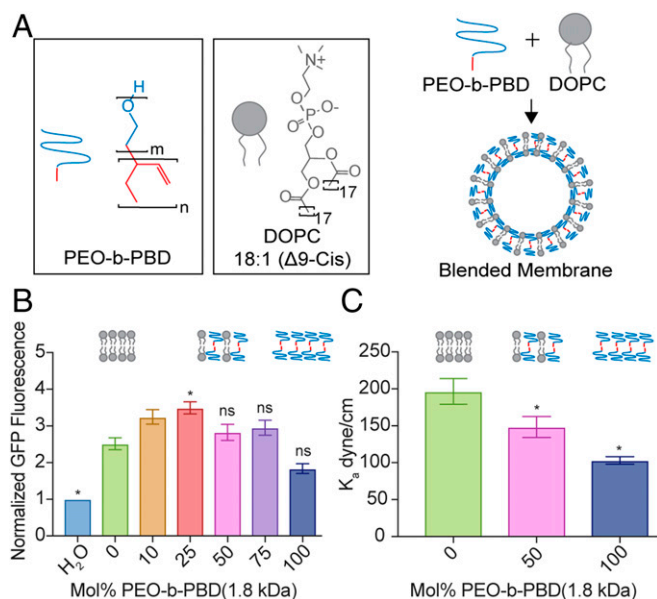 A
H
O
m
n
PEO-b-PBD
N+
O
P
O-
O
O
O
O
O
17
17
DOPC
18:1 (Δ9-Cis)
+
PEO-b-PBD
DOPC
Blended Membrane
B
Normalized GFP Fluorescence
5
4
3
2
1
0
*
*
ns
ns
ns
H2O
0
10
25
50
75
100
Mol% PEO-b-PBD(1.8 kDa)
C
Ka dyne/cm
250
200
150
100
50
0
*
*
0
50
100
Mol% PEO-b-PBD(1.8 kDa)